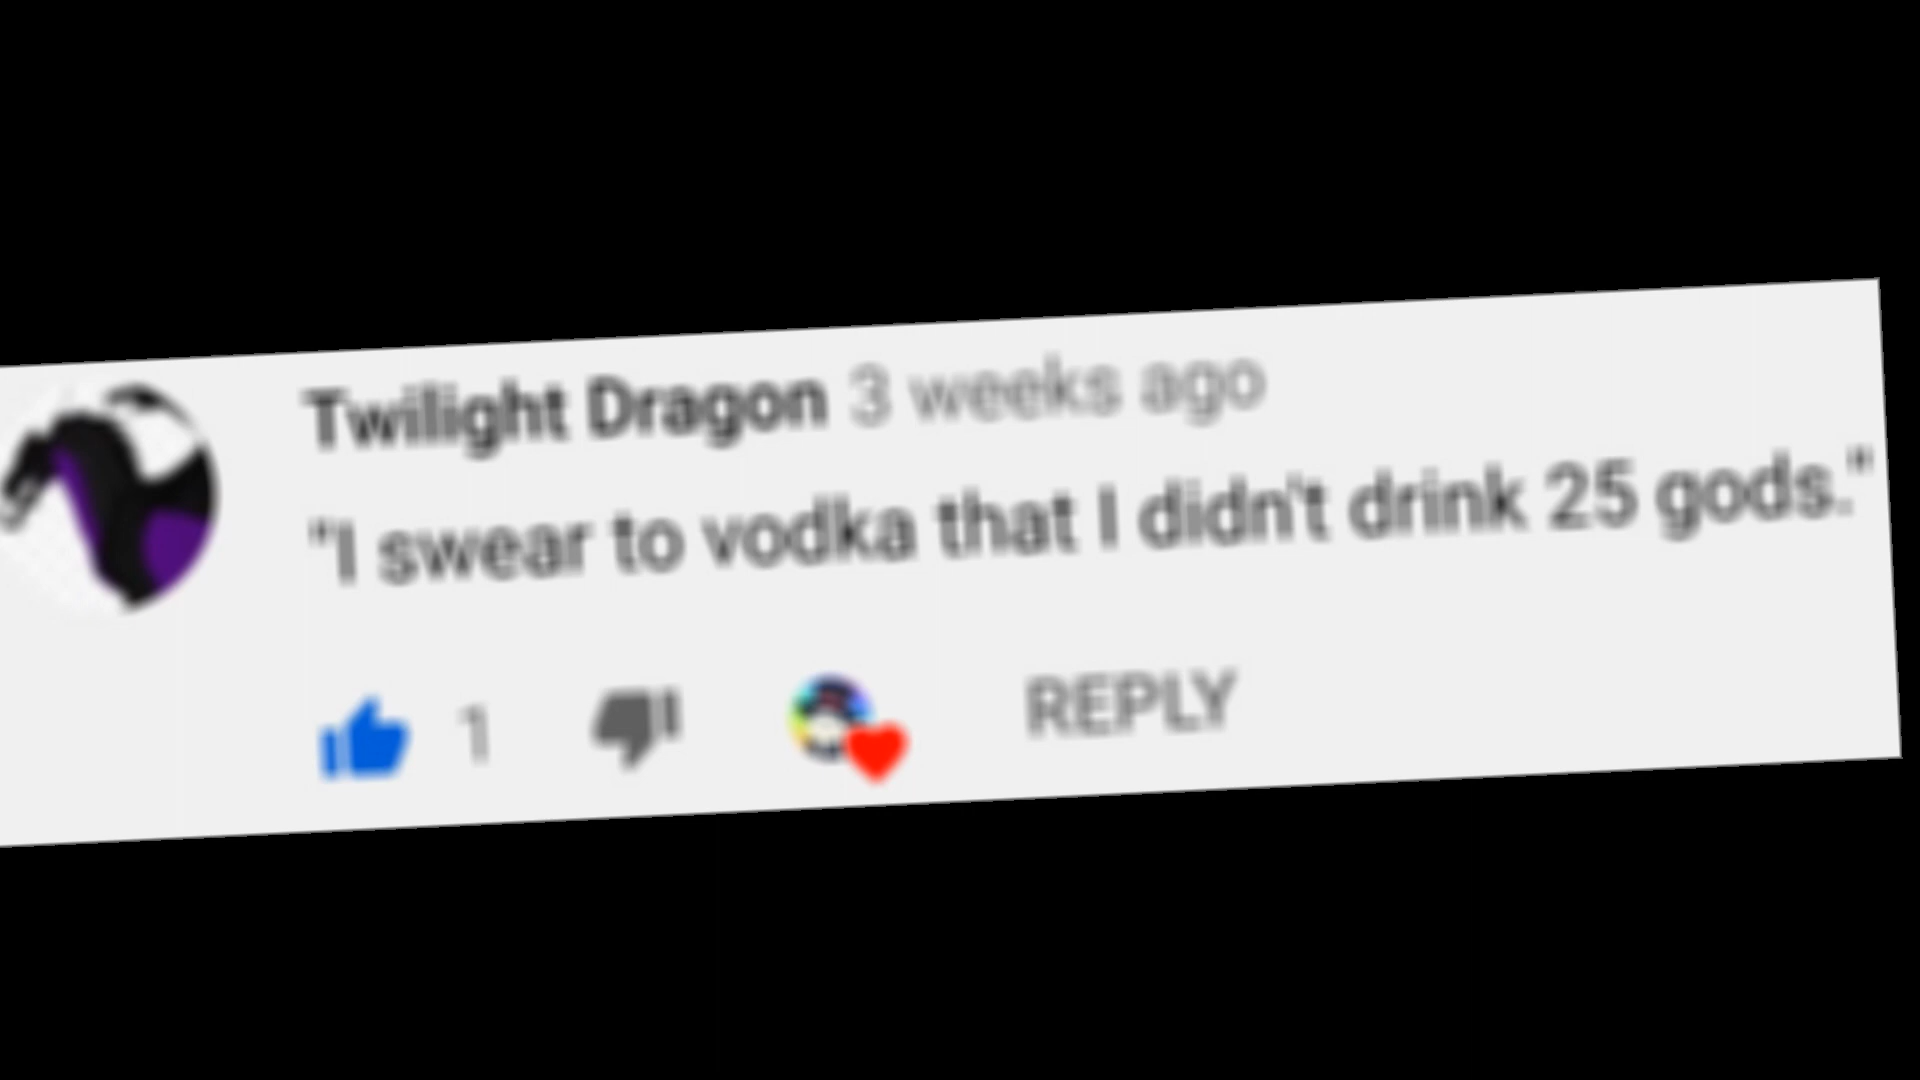 Twilight Dragon 3 weeks ago
"I swear to vodka that I didn't drink 25 gods."
1 REPLY